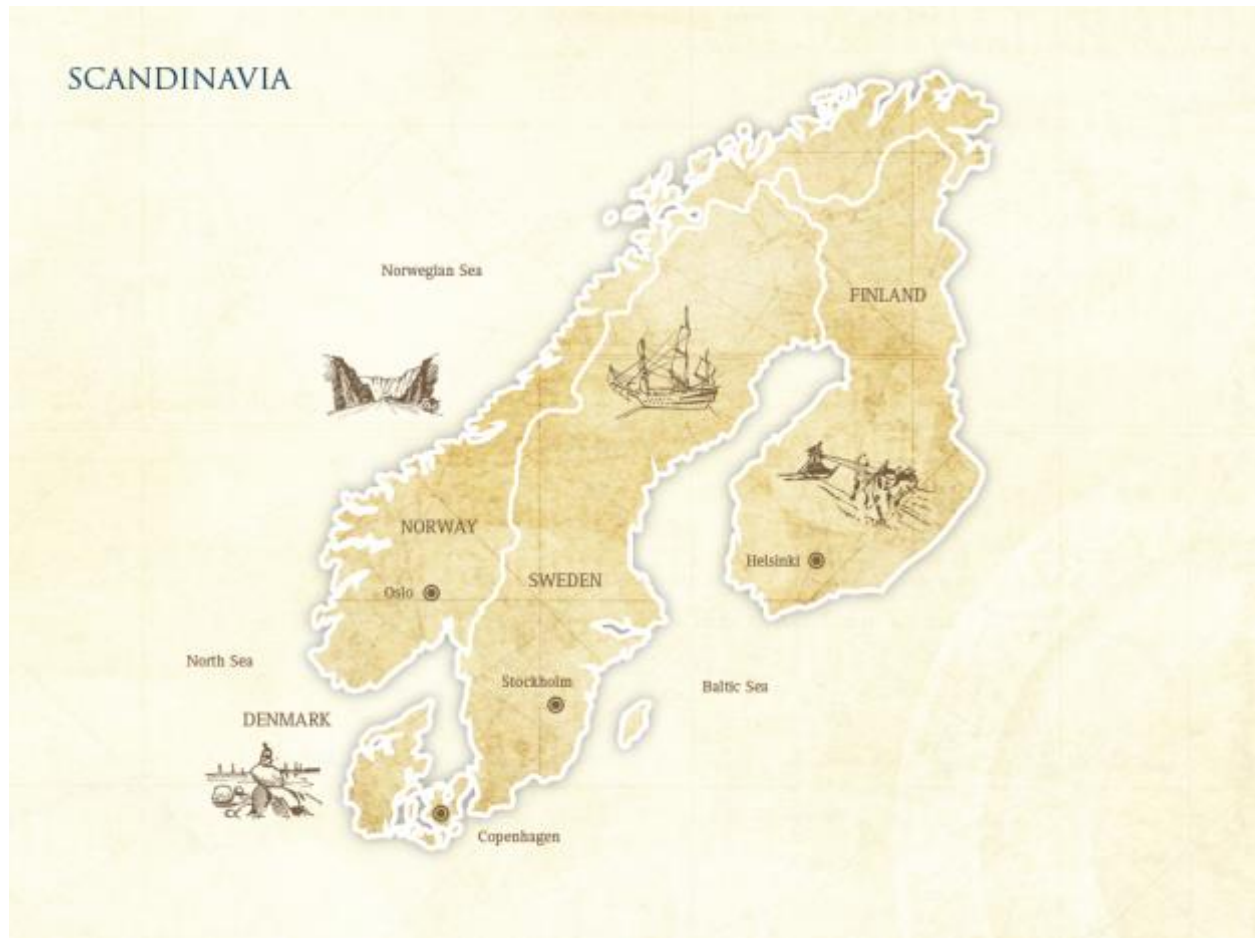 SCANDINAVIA
Norwegian Sea
FINLAND
NORWAY
Helsinki
SWEDEN
Oslo
North Sea
Stockholm
Baltic Sea
DENMARK
Copenhagen